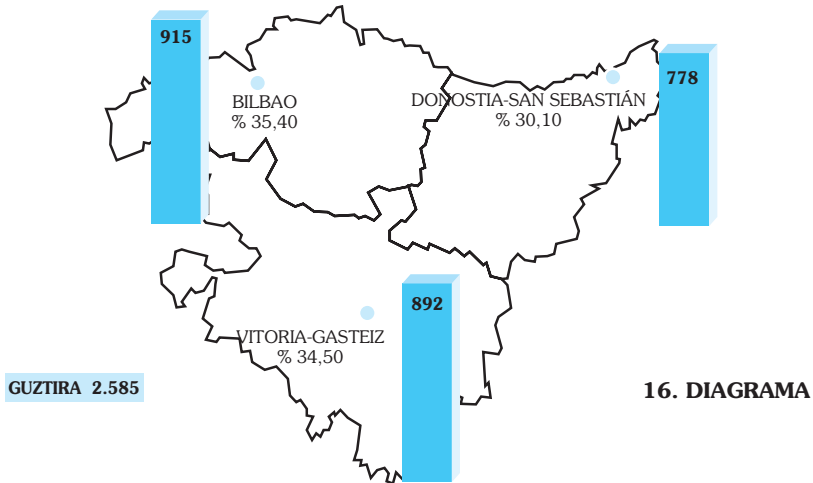 915
BILBAO
% 35,40
DONOSTIA-SAN SEBASTIÁN
% 30,10
778
892
VITORIA-GASTEIZ
% 34,50
GUZTIRA 2.585
16. DIAGRAMA